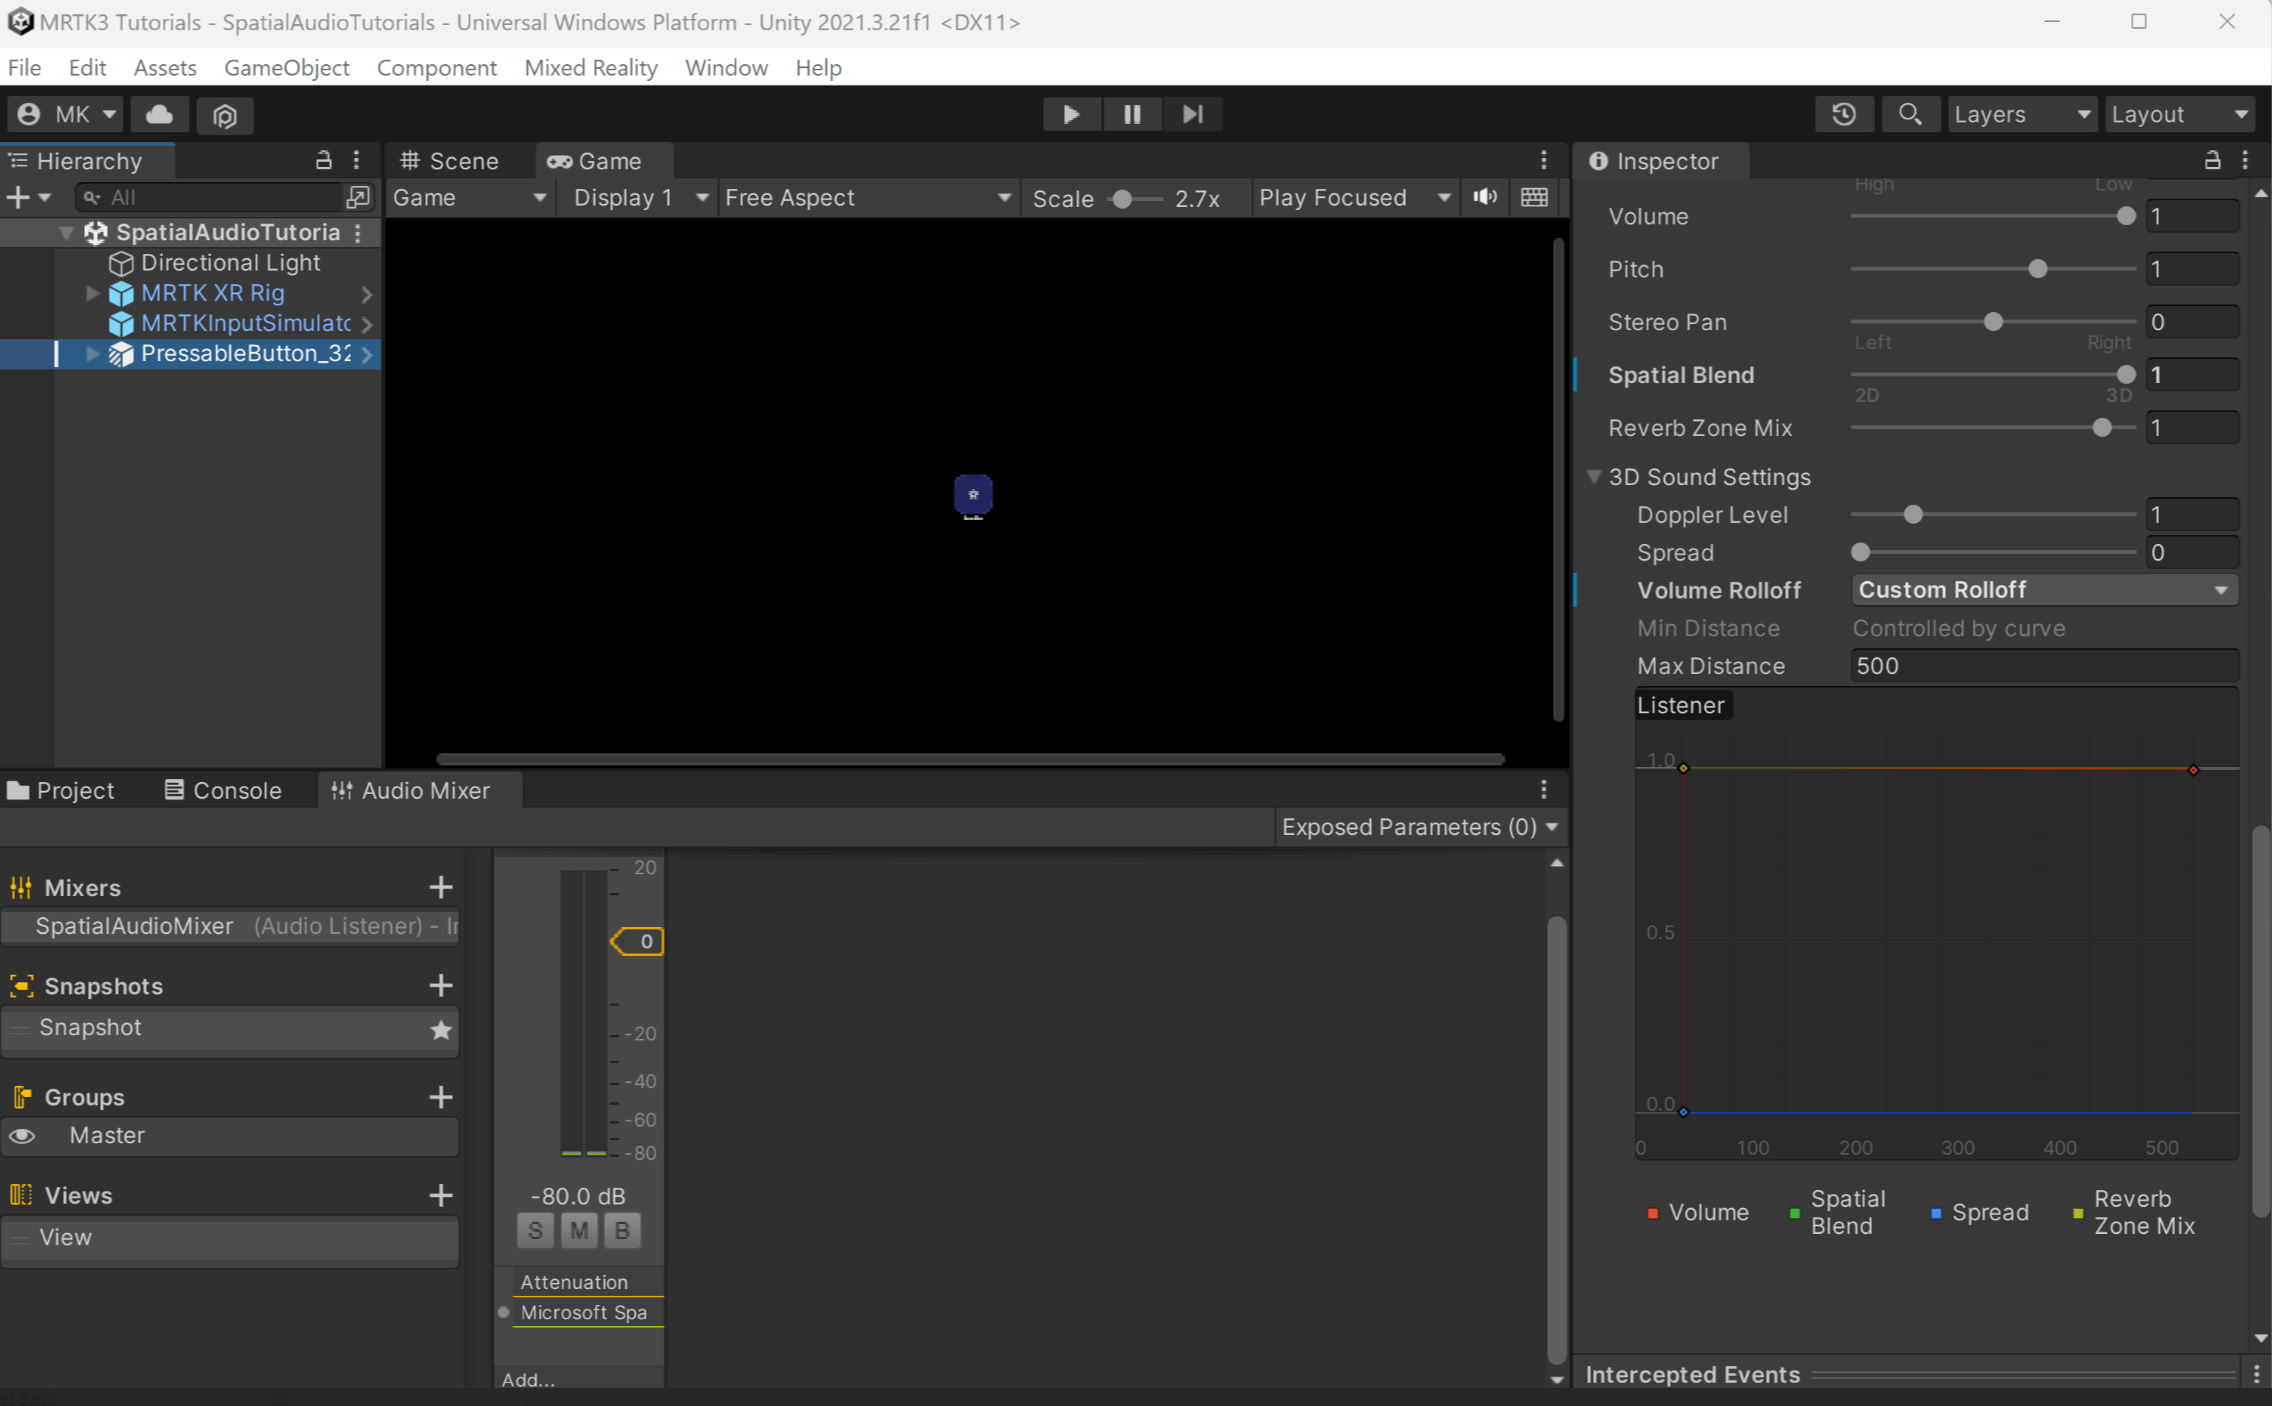 MRTK3 Tutorials - SpatialAudioTutorials - Universal Windows Platform - Unity 2021.3.21f1 <DX11>
File Edit Assets GameObject Component Mixed Reality Window Help
MK Layers Layout
Hierarchy
All
SpatialAudioTutoria
Directional Light
MRTK XR Rig
MRTKInputSimulatc
PressableButton_32
Scene Game
Game Display 1 Free Aspect Scale 2.7x Play Focused
Inspector
High Low
Volume 1
Pitch 1
Stereo Pan 0
Left Right
Spatial Blend 1
2D 3D
Reverb Zone Mix 1
3D Sound Settings
Doppler Level 1
Spread 0
Volume Rolloff Custom Rolloff
Min Distance Controlled by curve
Max Distance 500
Listener
1.0
0.5
0.0
0 100 200 300 400 500
Volume Spatial Blend Spread Reverb Zone Mix
Intercepted Events
Project Console Audio Mixer
Exposed Parameters (0)
Mixers
SpatialAudioMixer (Audio Listener) - Ir
Snapshots
Snapshot
Groups
Master
Views
View
20
0
-20
-40
-60
-80
-80.0 dB
S M B
Attenuation
Microsoft Spa
Add...